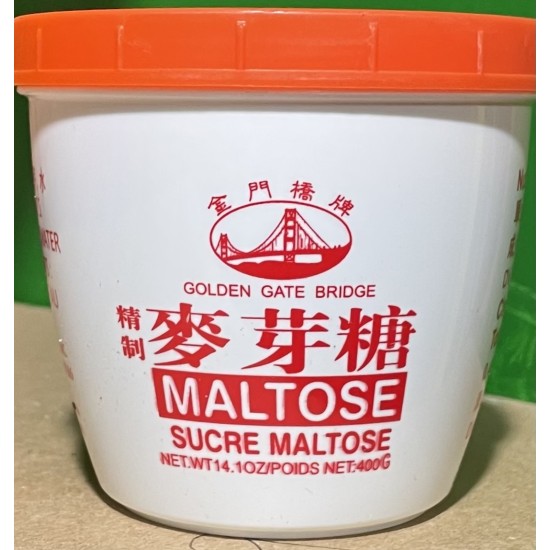 金門橋牌
GOLDEN GATE BRIDGE
精制
麥芽糖
MALTOSE
SUCRE MALTOSE
NET.WT14.1OZ/POIDS NET:400G
水